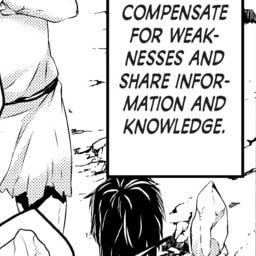 COMPENSATE
FOR WEAK-
NESSES AND
SHARE INFOR-
MATION AND
KNOWLEDGE.